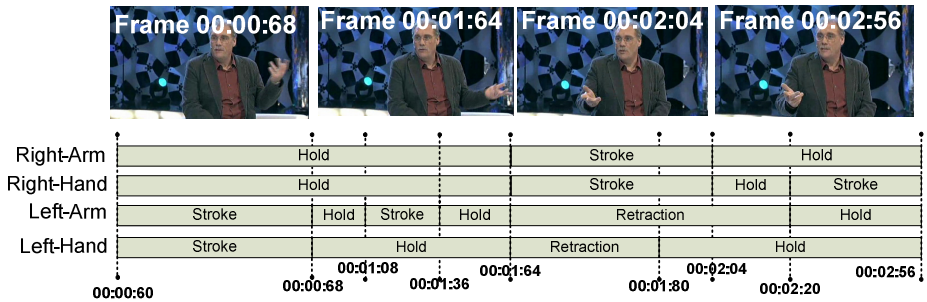 Frame 00:00:68 Frame 00:01:64 Frame 00:02:04 Frame 00:02:56
Right-Arm Hold Stroke Hold
Right-Hand Hold Stroke Hold Stroke
Left-Arm Stroke Hold Stroke Hold Retraction Hold
Left-Hand Stroke Hold Retraction Hold
00:01:08 00:01:64 00:02:04 00:02:56
00:00:60 00:00:68 00:01:36 00:01:80 00:02:20